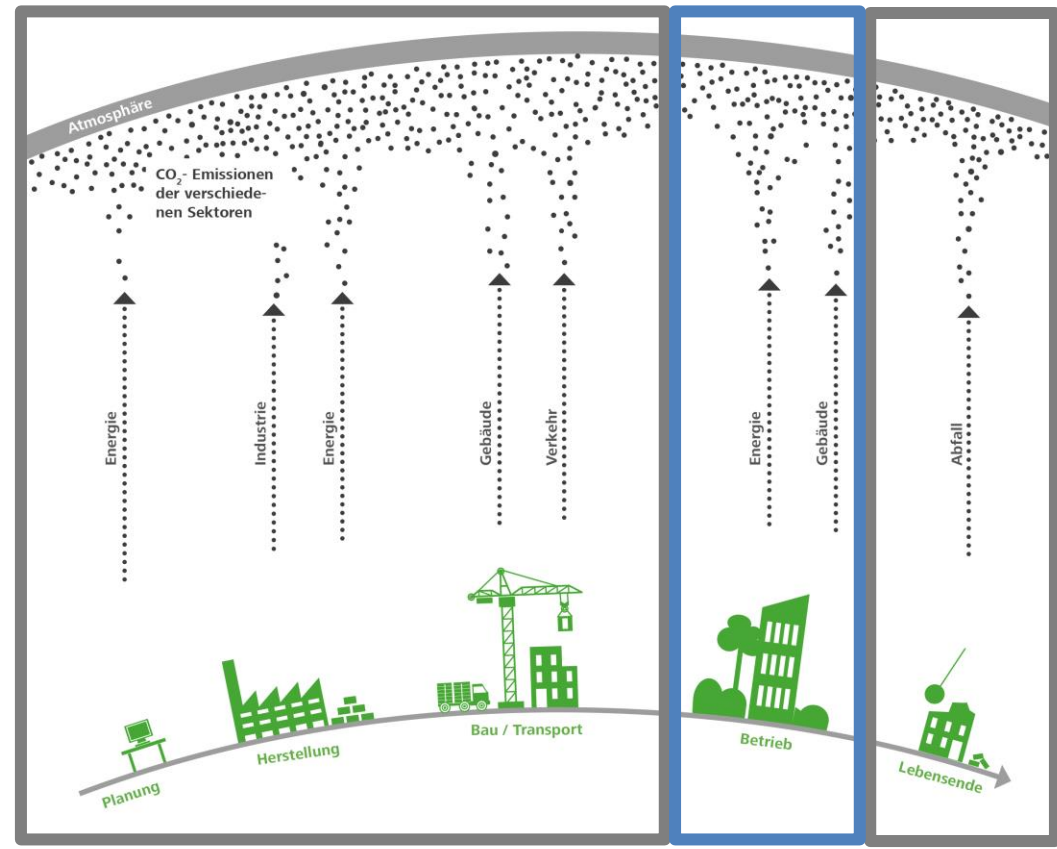 Atmosphäre
CO2- Emissionen
der verschiede-
nen Sektoren
Energie
Industrie
Energie
Gebäude
Verkehr
Energie
Gebäude
Abfall
Planung
Herstellung
Bau / Transport
Betrieb
Lebensende